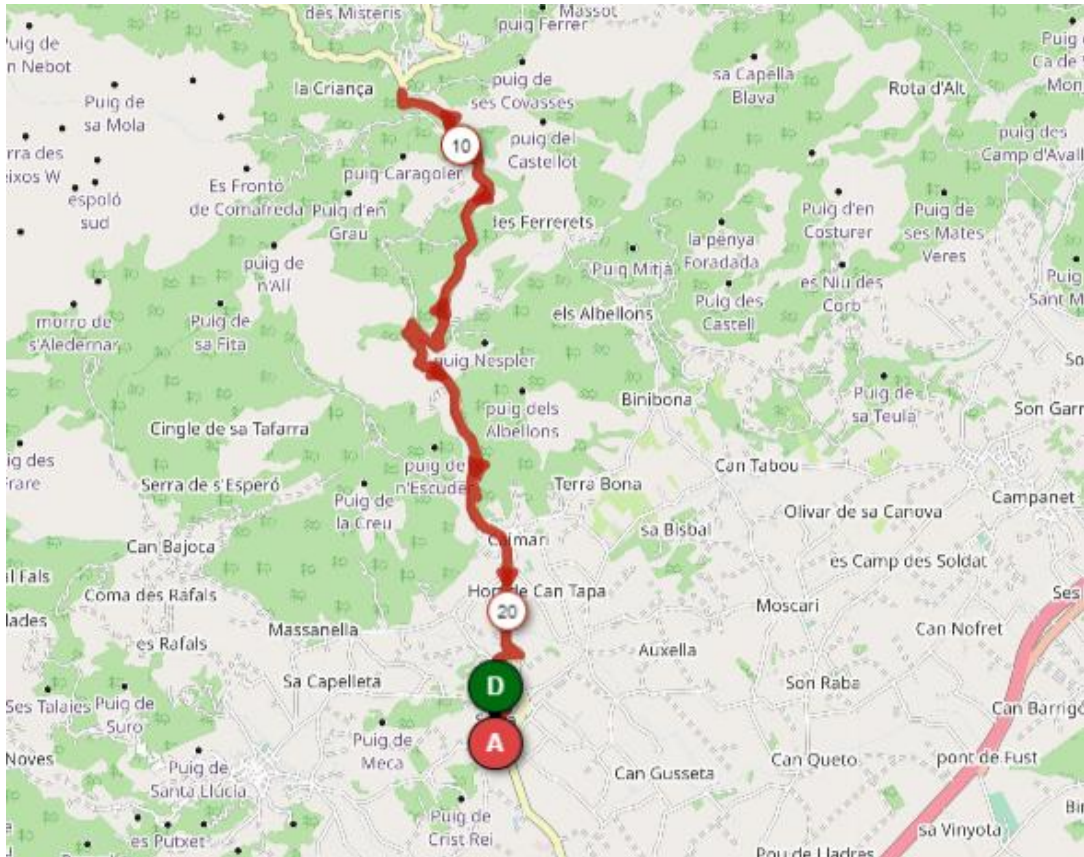 des Misteris
puig Ferrer
Massot
Puig de
n Nebot
Puig de
sa Mola
la Criança
puig de
ses Covasses
sa Capella
Blava
Rota d'Alt
Ca de
Mon
puig des
Camp d'Avall
10
puig del
Castellot
puig Caragoler
rra des
eixos W
espoló
sud
Es Frontó
de Comafreda
Puig d'en
Grau
les Ferrerets
Puig d'en
Costurer
Puig de
ses Mates
Veres
la penya
Foradada
puig de
n'Alí
Puig Mitjà
es Niu des
Corb
Puig des
Castell
Puig
Sant M
morro de
s'Aledernar
Puig de
sa Fita
els Albellons
puig Nespler
So
Puig de
sa Teula
Binibona
Son Garr
puig dels
Albellons
Cingle de sa Tafarra
puig de
n'Escuder
Can Tabou
ig des
rare
Serra de s'Esperó
Puig de
la Creu
Terra Bona
Campanet
Olivar de sa Canova
sa Bisbal
Caimari
Can Bajoca
es Camp des Soldat
al Fals
Coma des Ràfals
Ses
lades
Moscari
20
Can Nofret
Massanella
es Rafals
Auxella
Sa Capelleta
D
Son Raba
Ses Talaies
Puig de
Suro
Can Barrigó
A
Puig de
Meca
Noves
Puig de
Santa Llúcia
Can Gusseta
Can Queto
pont de Fust
Puig de
Crist Rei
es Putxet
Bin
sa Vinyota
Pou de Lladres